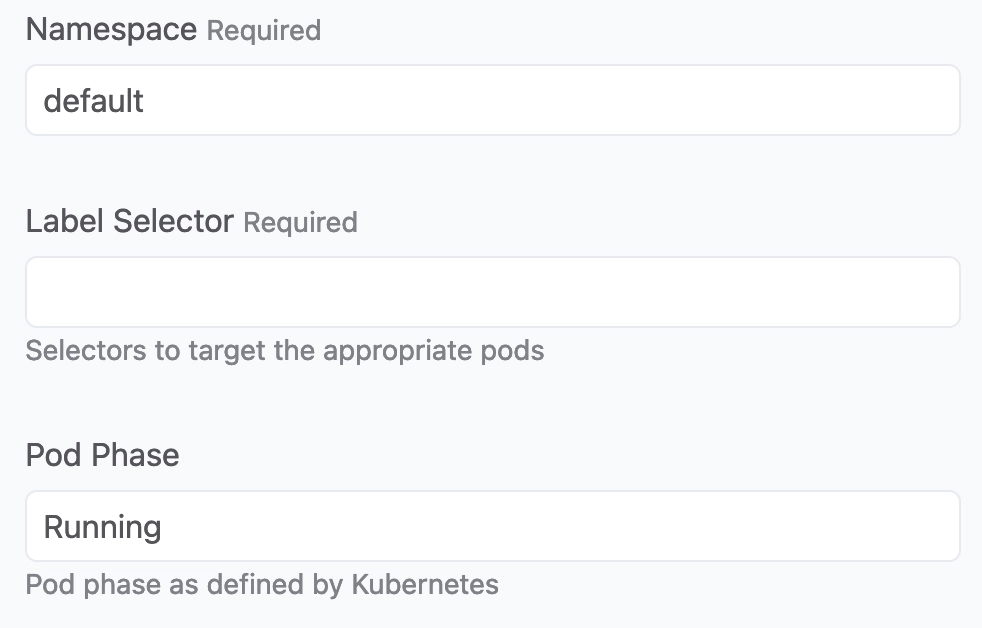 Namespace Required
default
Label Selector Required
Selectors to target the appropriate pods
Pod Phase
Running
Pod phase as defined by Kubernetes